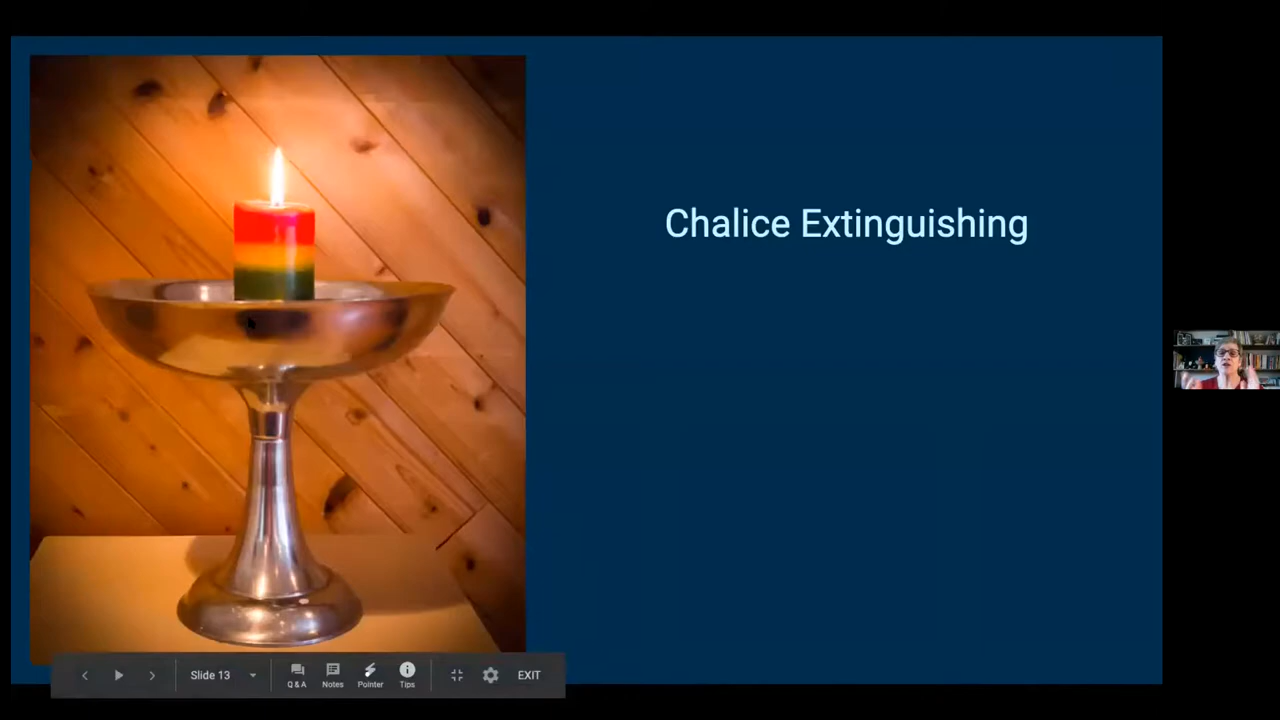 Chalice Extinguishing
Slide 13
Q & A
Notes
Pointer
Tips
EXIT